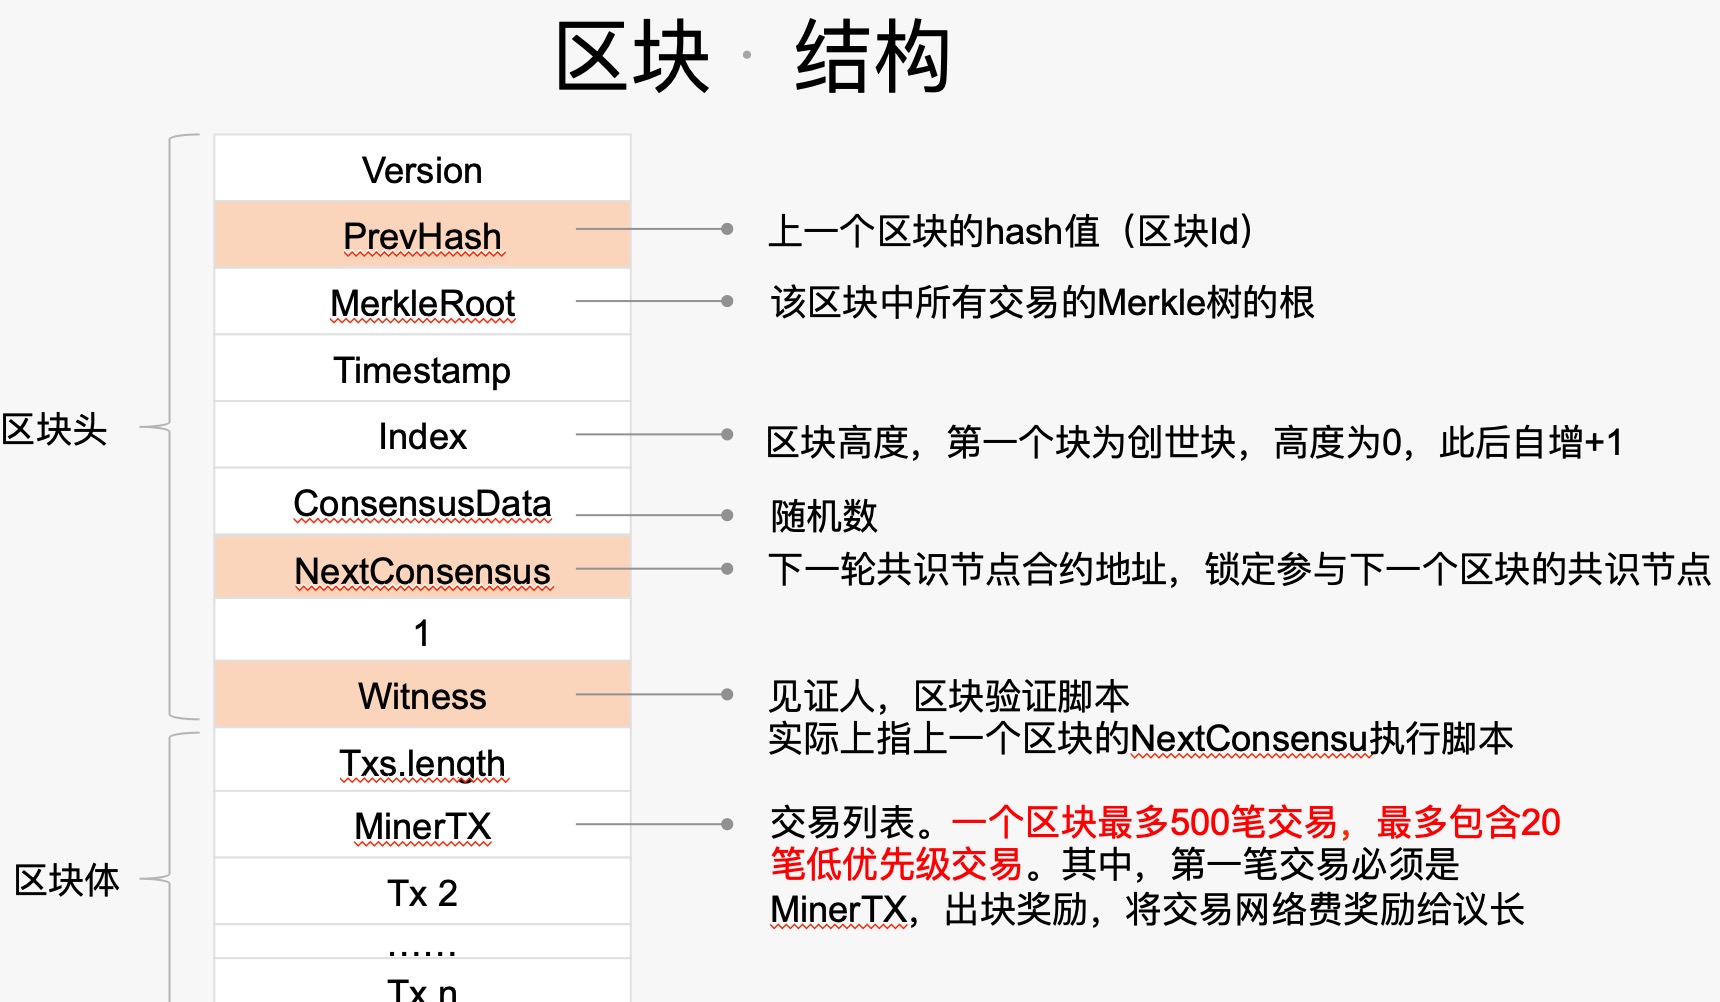 区块 · 结构
Version
PrevHash
上一个区块的hash值（区块Id）
MerkleRoot
该区块中所有交易的Merkle树的根
Timestamp
区块头
Index
区块高度，第一个块为创世块，高度为0，此后自增+1
ConsensusData
随机数
NextConsensus
下一轮共识节点合约地址，锁定参与下一个区块的共识节点
1
Witness
见证人，区块验证脚本
实际上指上一个区块的NextConsensu执行脚本
Txs.length
MinerTX
交易列表。一个区块最多500笔交易，最多包含20
笔低优先级交易。其中，第一笔交易必须是
MinerTX，出块奖励，将交易网络费奖励给议长
区块体
Tx 2
......
Tx n